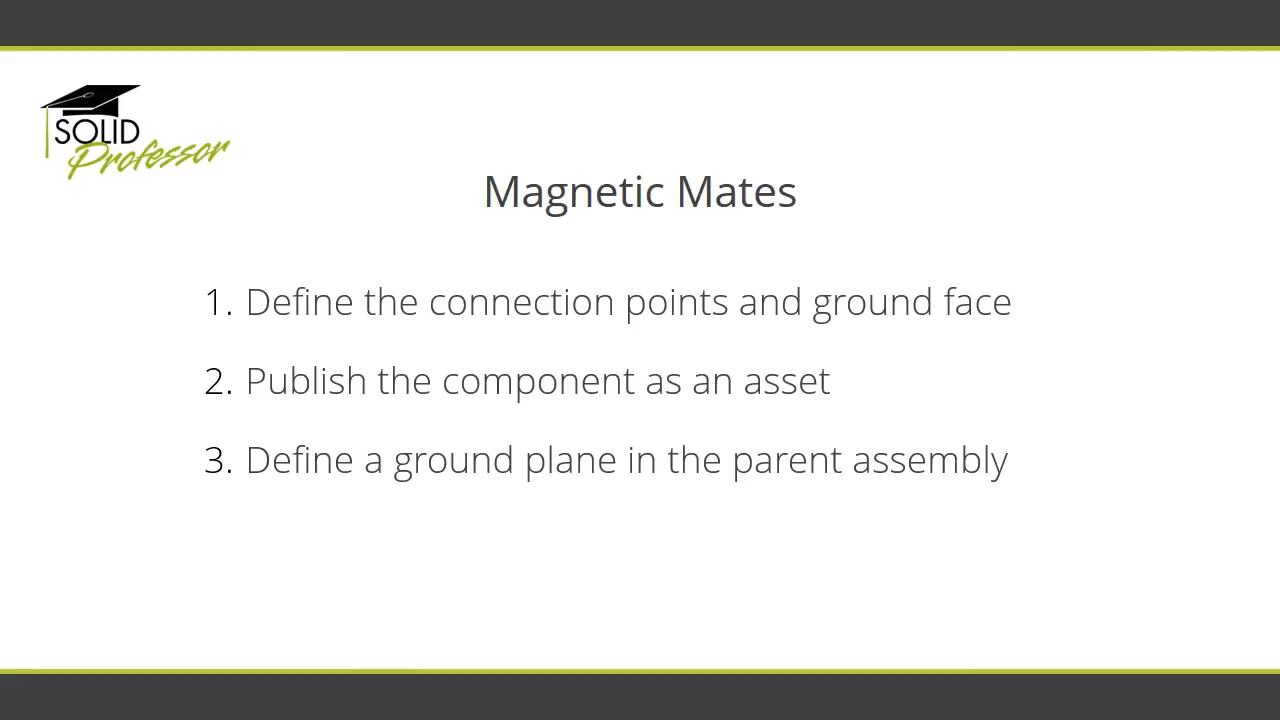 SOLID
Professor
Magnetic Mates
1. Define the connection points and ground face
2. Publish the component as an asset
3. Define a ground plane in the parent assembly